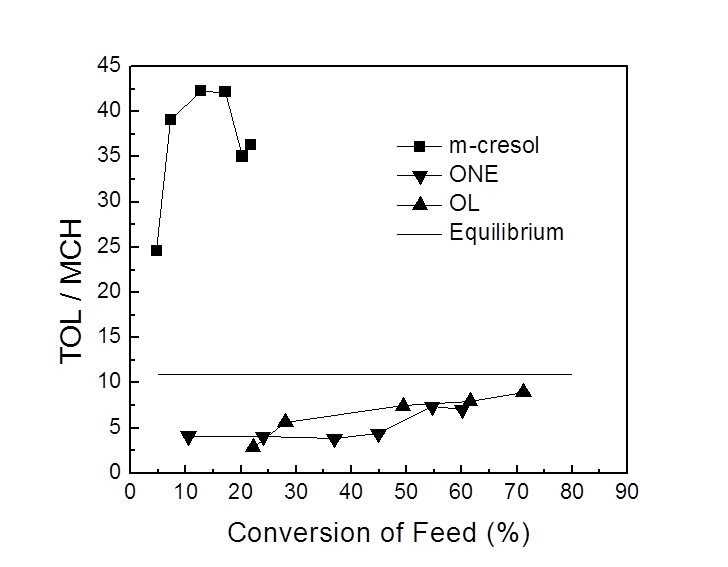 45
40
35
30
25
20
15
10
5
0
TOL / MCH
m-cresol
ONE
OL
Equilibrium
0 10 20 30 40 50 60 70 80 90
Conversion of Feed (%)